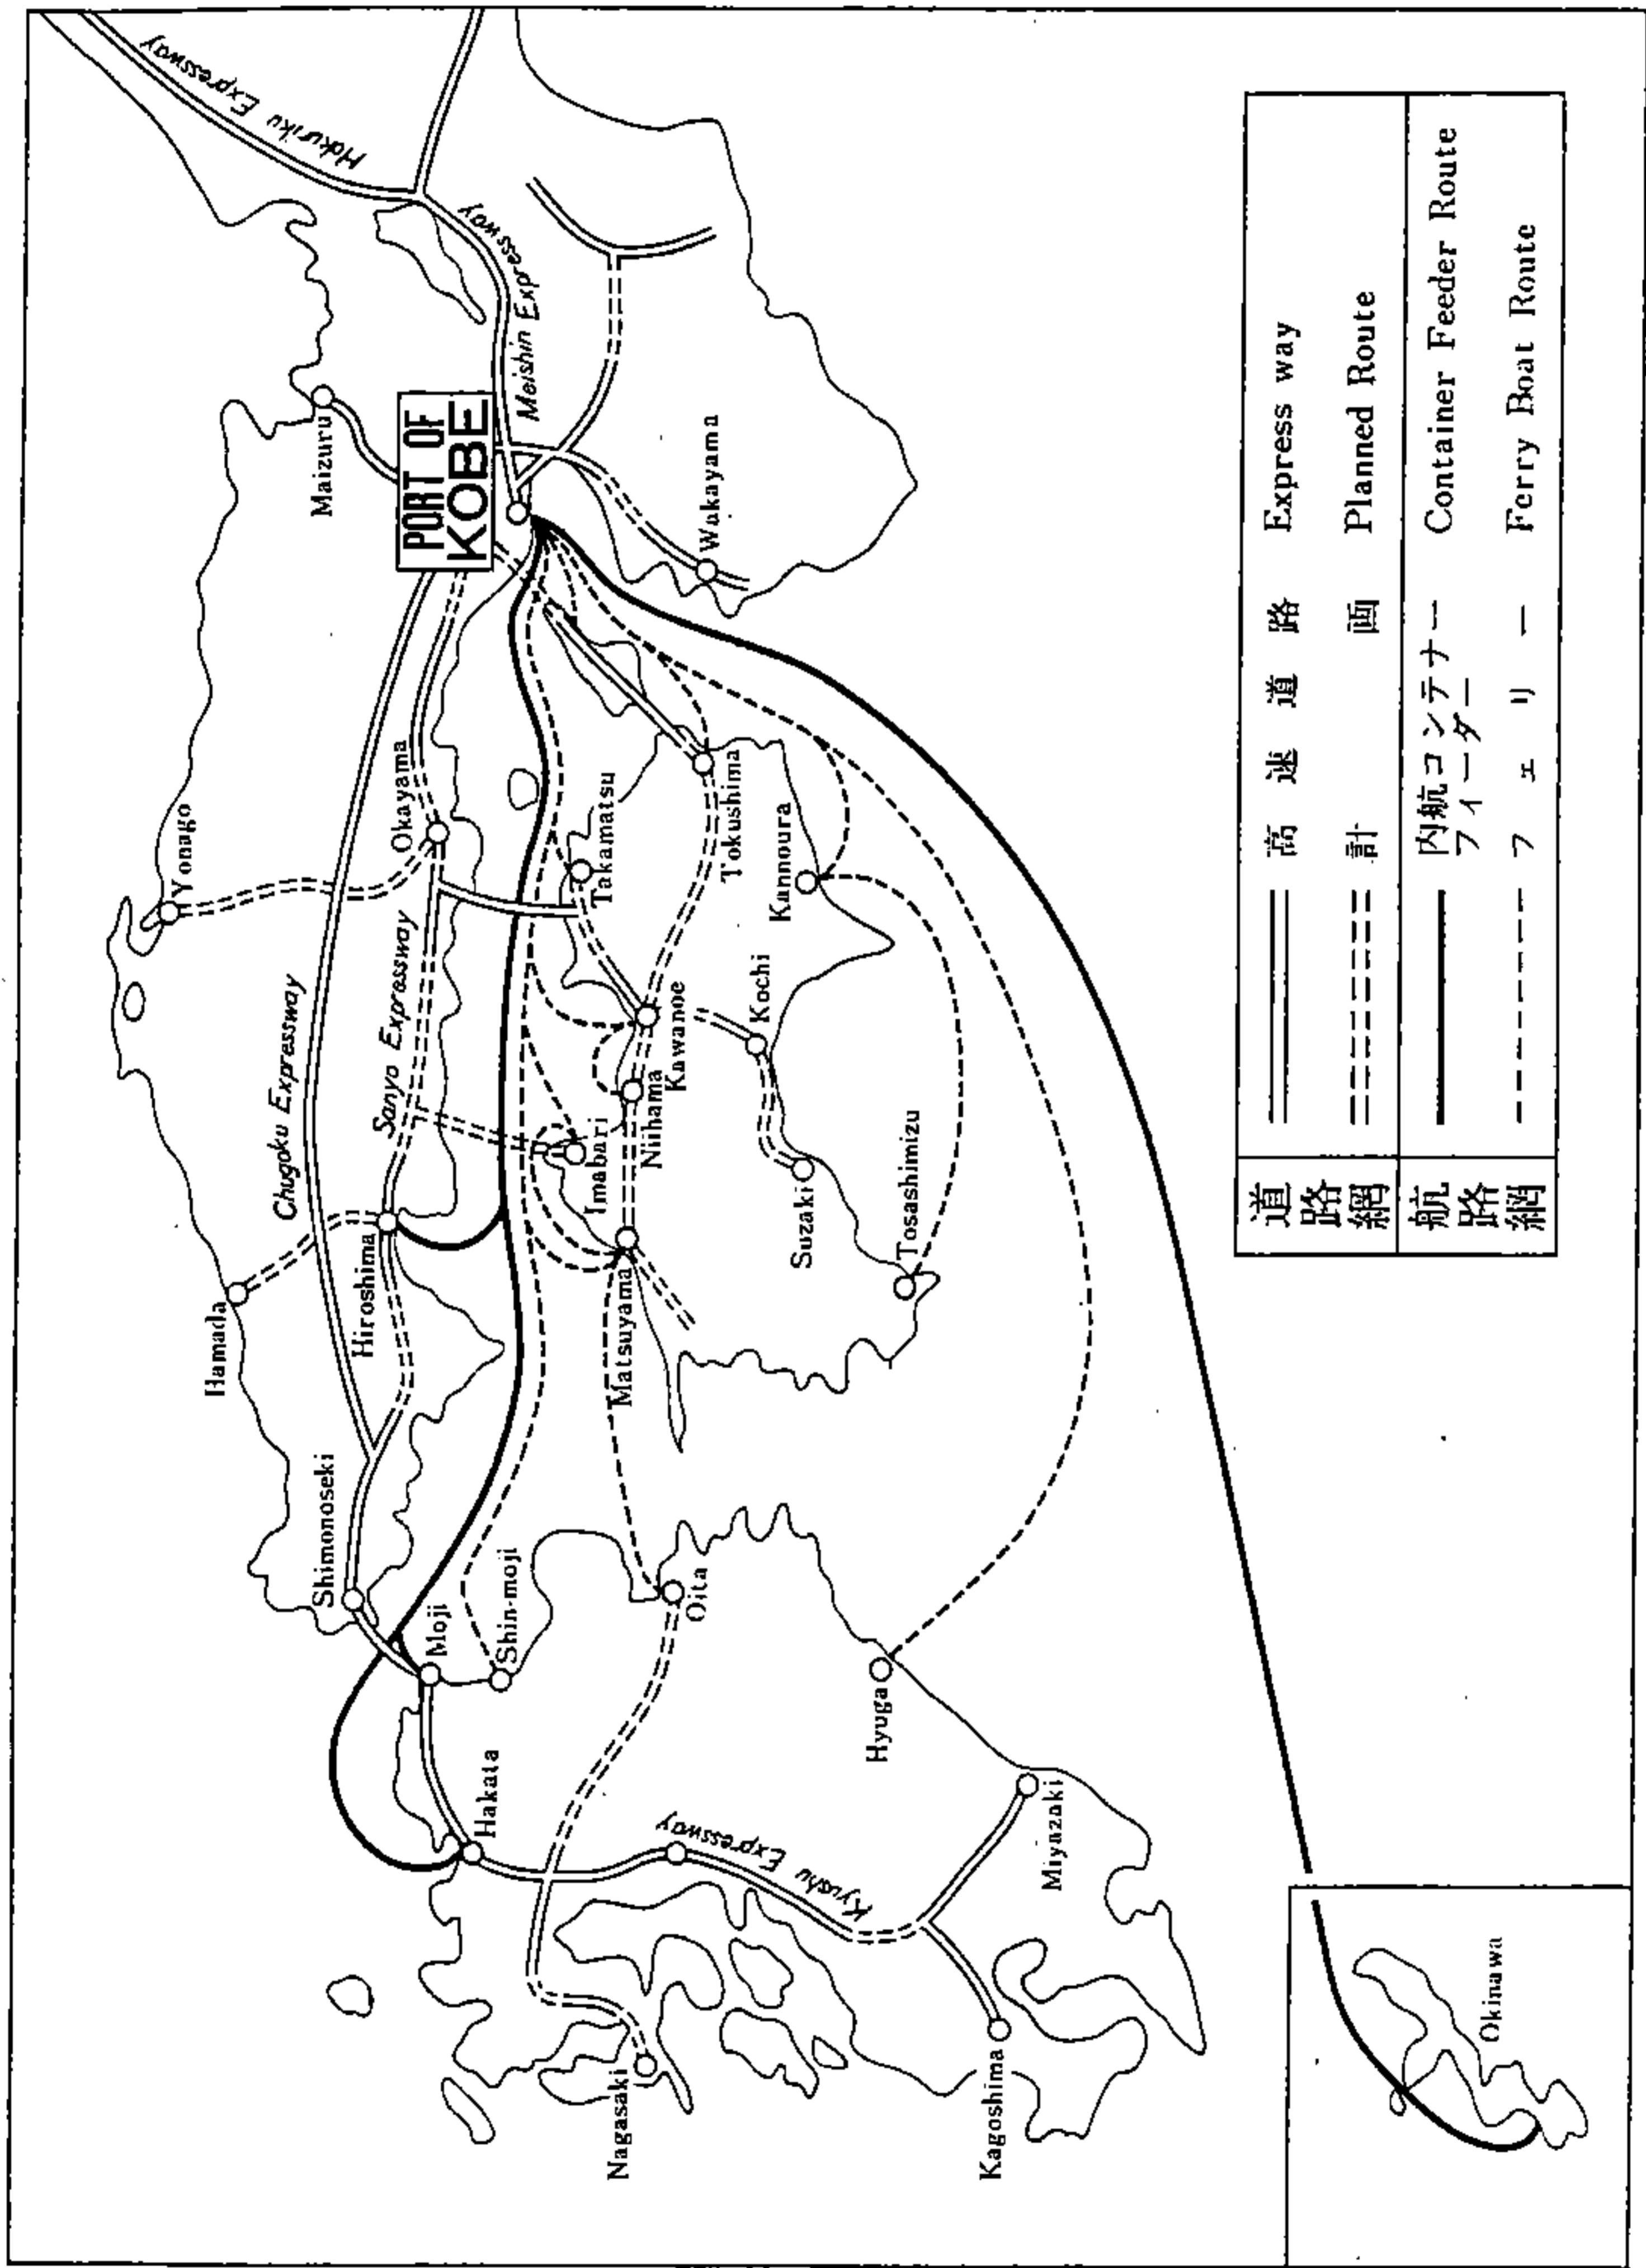 Hokuriku Expressway
Meishin Expressway
Maizuru
PORT OF
KOBE
Wakayama
Yonago
Okayama
Takamatsu
Tokushima
Kannoura
Chugoku Expressway
Sanyo Expressway
Kawanoe
Kochi
Niihama
Imabari
Suzaki
Tosashimizu
Hamada
Hiroshima
Matsuyama
Shimonoseki
Moji
Shin-moji
Oita
Hyuga
Hakata
Kyushu Expressway
Miyazaki
Nagasaki
Kagoshima
Okinawa
道路網
高速道路 Express way
計画 Planned Route
航路網
内航コンテナー
フィーダー
Container Feeder Route
フェリー Ferry Boat Route